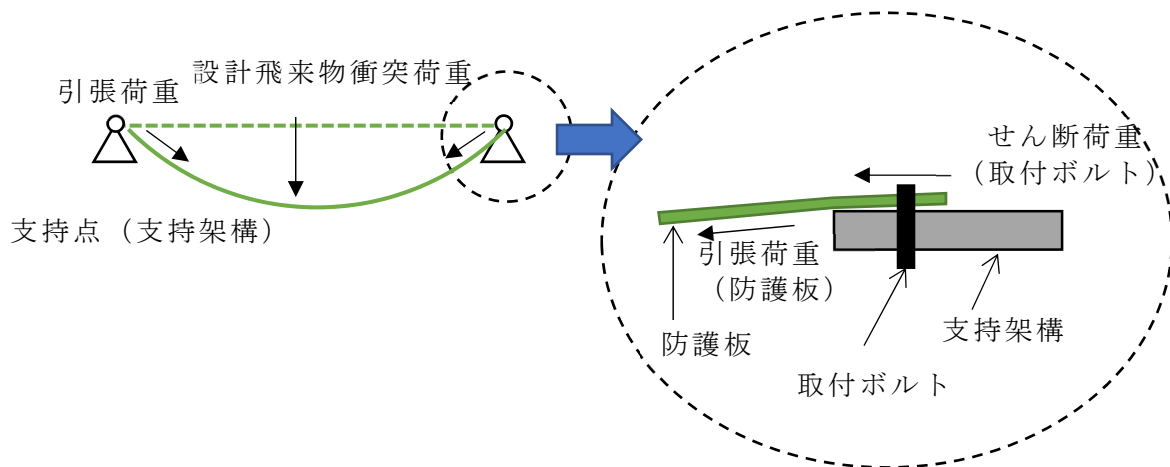 設計飛来物衝突荷重
引張荷重
支持点（支持架構）
せん断荷重
（取付ボルト）
引張荷重
（防護板）
防護板
支持架構
取付ボルト